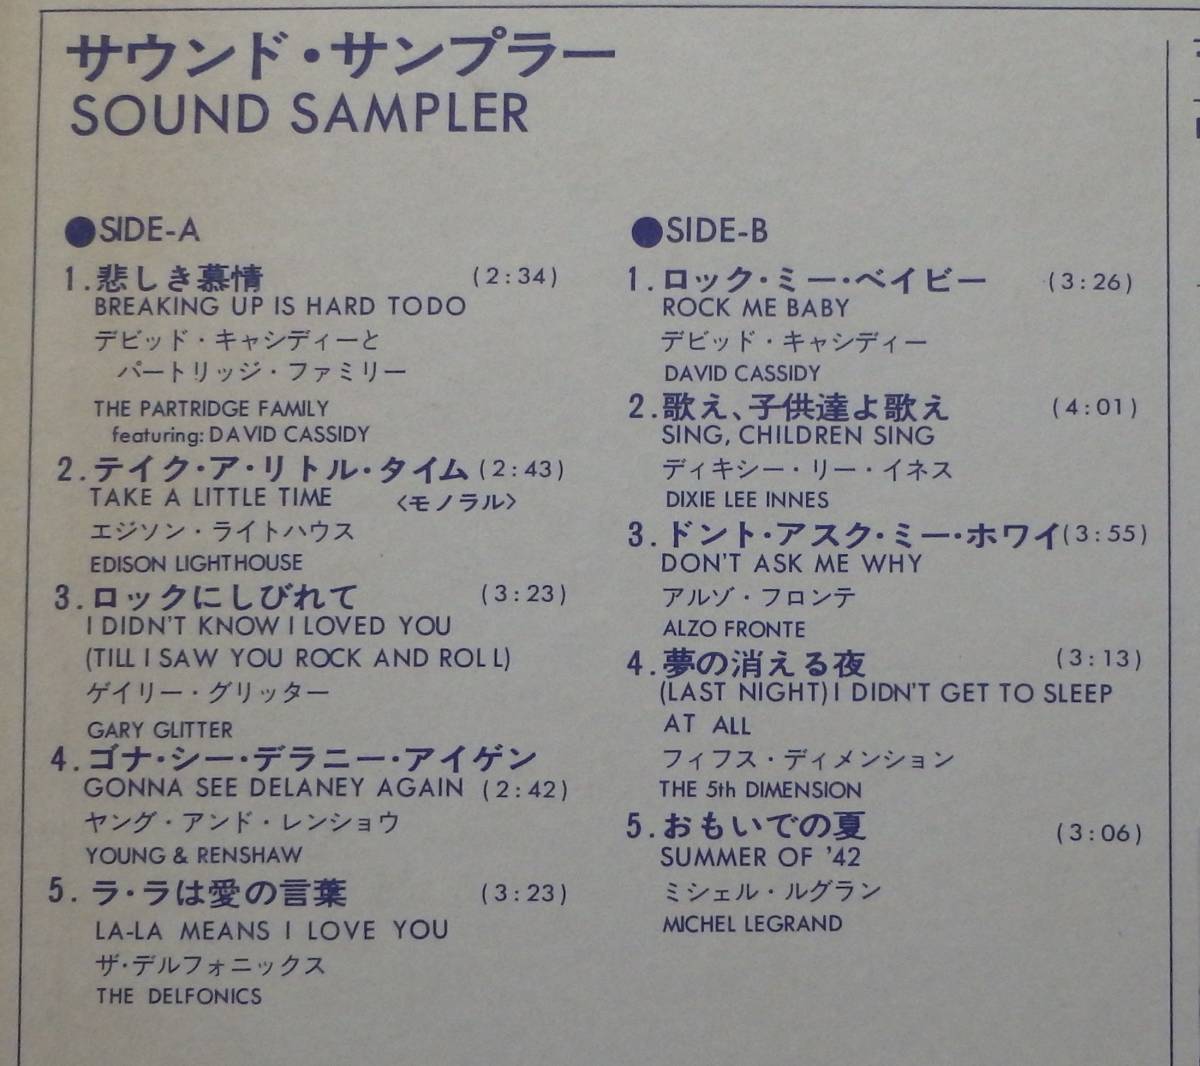 サウンド・サンプラー
SOUND SAMPLER
●SIDE-A
1.悲しき慕情 (2:34)
BREAKING UP IS HARD TO DO
デビッド・キャシディーと
パートリッジ・ファミリー
THE PARTRIDGE FAMILY
featuring: DAVID CASSIDY
2.テイク・ア・リトル・タイム (2:43)
TAKE A LITTLE TIME 〈モノラル〉
エジソン・ライトハウス
EDISON LIGHTHOUSE
3.ロックにしびれて (3:23)
I DIDN'T KNOW I LOVED YOU
(TILL I SAW YOU ROCK AND ROLL)
ゲイリー・グリッター
GARY GLITTER
4.ゴナ・シー・デラニー・アイゲン
GONNA SEE DELANEY AGAIN (2:42)
ヤング・アンド・レンショウ
YOUNG & RENSHAW
5.ラ・ラは愛の言葉 (3:23)
LA-LA MEANS I LOVE YOU
ザ・デルフォニックス
THE DELFONICS
●SIDE-B
1.ロック・ミー・ベイビー (3:26)
ROCK ME BABY
デビッド・キャシディー
DAVID CASSIDY
2.歌え、子供達よ歌え (4:01)
SING, CHILDREN SING
ディキシー・リー・イネス
DIXIE LEE INNES
3.ドント・アスク・ミー・ホワイ (3:55)
DON'T ASK ME WHY
アルゾ・フロンテ
ALZO FRONTE
4.夢の消える夜 (3:13)
(LAST NIGHT) I DIDN'T GET TO SLEEP
AT ALL
フィフス・ディメンション
THE 5th DIMENSION
5.おもいでの夏 (3:06)
SUMMER OF '42
ミシェル・ルグラン
MICHEL LEGRAND